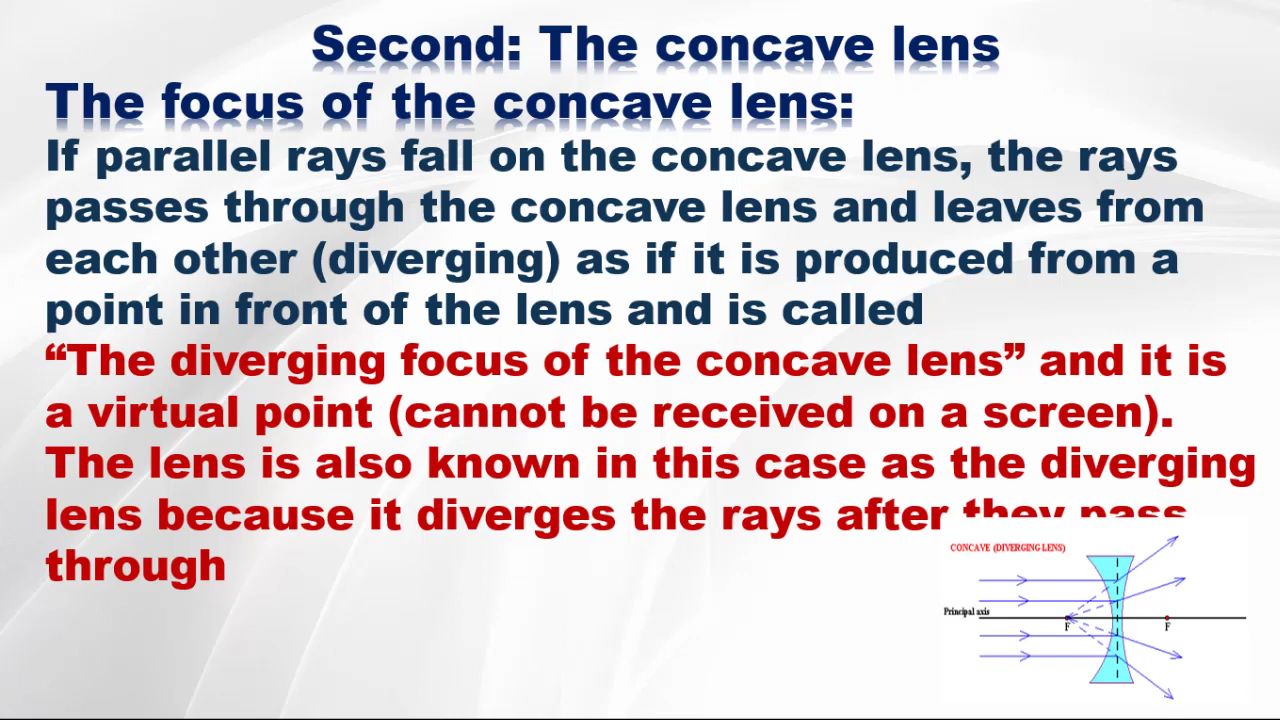 Second: The concave lens
The focus of the concave lens:
If parallel rays fall on the concave lens, the rays
passes through the concave lens and leaves from
each other (diverging) as if it is produced from a
point in front of the lens and is called
“The diverging focus of the concave lens” and it is
a virtual point (cannot be received on a screen).
The lens is also known in this case as the diverging
lens because it diverges the rays after they pass
through
CONCAVE (DIVERGING LENS)
Principal axis
F
F